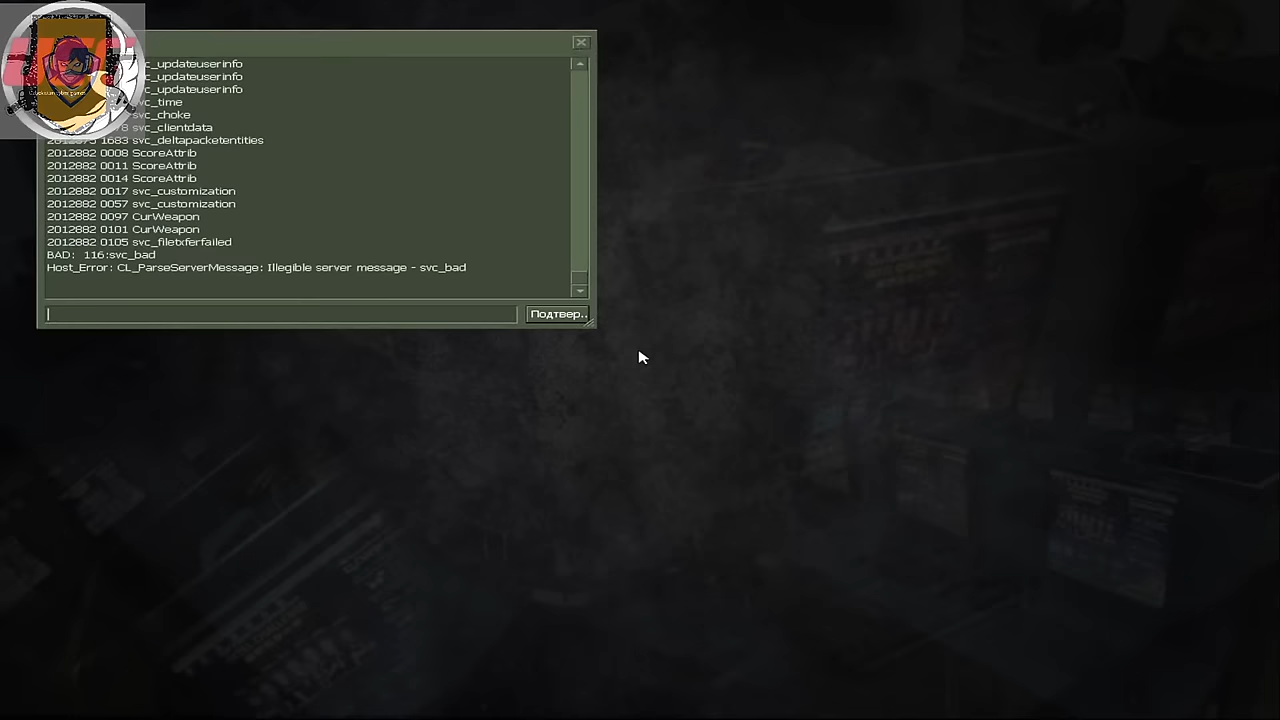 c_updateuserinfo
c_updateuserinfo
c_updateuserinfo
svc_time
svc_choke
78 svc_clientdata
1683 svc_deltapacketentities
2012882 0008 ScoreAttrib
2012882 0011 ScoreAttrib
2012882 0014 ScoreAttrib
2012882 0017 svc_customization
2012882 0057 svc_customization
2012882 0097 CurWeapon
2012882 0101 CurWeapon
2012882 0105 svc_filetxferfailed
BAD: 116:svc_bad
Host_Error: CL_ParseServerMessage: Illegible server message - svc_bad
Подтвер..